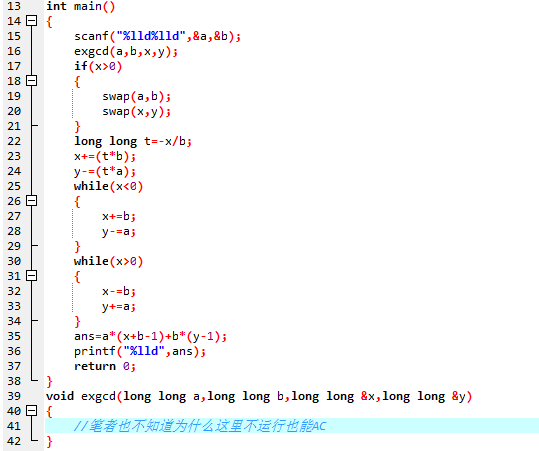 13 int main()
14 {
15 scanf("%lld%lld",&a,&b);
16 exgcd(a,b,x,y);
17 if(x>0)
18 {
19 swap(a,b);
20 swap(x,y);
21 }
22 long long t=-x/b;
23 x+=(t*b);
24 y-=(t*a);
25 while(x<0)
26 {
27 x+=b;
28 y-=a;
29 }
30 while(x>0)
31 {
32 x-=b;
33 y+=a;
34 }
35 ans=a*(x+b-1)+b*(y-1);
36 printf("%lld",ans);
37 return 0;
38 }
39 void exgcd(long long a,long long b,long long &x,long long &y)
40 {
41 //笔者也不知道为什么这里不运行也能AC
42 }